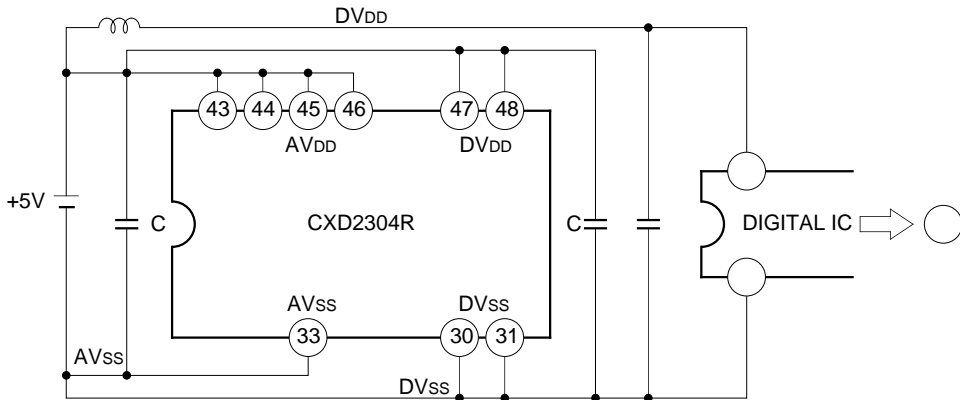 DVDD
43 44 45 46 47 48
AVDD DVDD
+5V C CXD2304R C DIGITAL IC
AVSS DVSS
33 30 31
AVSS
DVSS